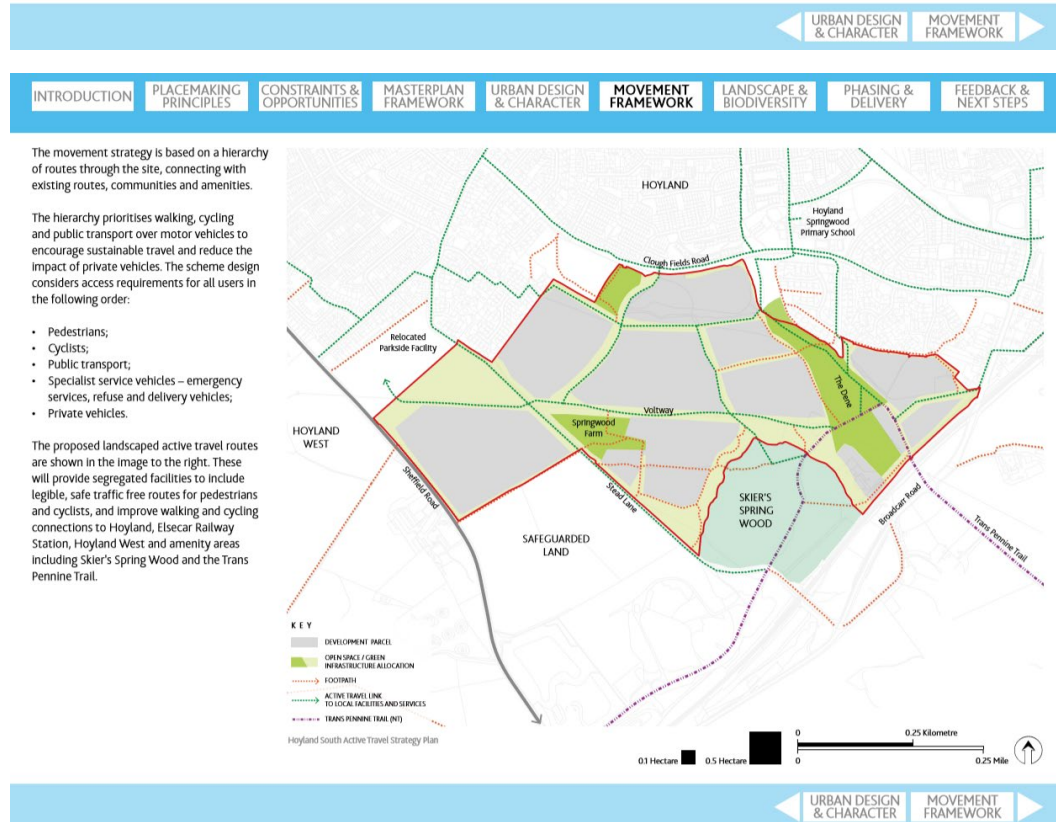 URBAN DESIGN
& CHARACTER
MOVEMENT
FRAMEWORK
INTRODUCTION
PLACEMAKING
PRINCIPLES
CONSTRAINTS &
OPPORTUNITIES
MASTERPLAN
FRAMEWORK
URBAN DESIGN
& CHARACTER
MOVEMENT
FRAMEWORK
LANDSCAPE &
BIODIVERSITY
PHASING &
DELIVERY
FEEDBACK &
NEXT STEPS
The movement strategy is based on a hierarchy
of routes through the site, connecting with
existing routes, communities and amenities.
The hierarchy prioritises walking, cycling
and public transport over motor vehicles to
encourage sustainable travel and reduce the
impact of private vehicles. The scheme design
considers access requirements for all users in
the following order:
• Pedestrians;
• Cyclists;
• Public transport;
• Specialist service vehicles – emergency
services, refuse and delivery vehicles;
• Private vehicles.
The proposed landscaped active travel routes
are shown in the image to the right. These
will provide segregated facilities to include
legible, safe traffic free routes for pedestrians
and cyclists, and improve walking and cycling
connections to Hoyland, Elsecar Railway
Station, Hoyland West and amenity areas
including Skier's Spring Wood and the Trans
Pennine Trail.
HOYLAND
Hoyland
Springwood
Primary School
Clough Fields Road
Relocated
Parkside Facility
The Dene
Voltway
Springwood
Farm
HOYLAND
WEST
Sheffield Road
Stead Lane
SKIER'S
SPRING
WOOD
Broadcarr Road
Trans Pennine Trail
SAFEGUARDED
LAND
KEY
DEVELOPMENT PARCEL
OPEN SPACE / GREEN
INFRASTRUCTURE ALLOCATION
FOOTPATH
ACTIVE TRAVEL LINK
TO LOCAL FACILITIES AND SERVICES
TRANS PENNINE TRAIL (NT)
Hoyland South Active Travel Strategy Plan
0.1 Hectare
0.5 Hectare
0
0.25 Kilometre
0
0.25 Mile
URBAN DESIGN
& CHARACTER
MOVEMENT
FRAMEWORK